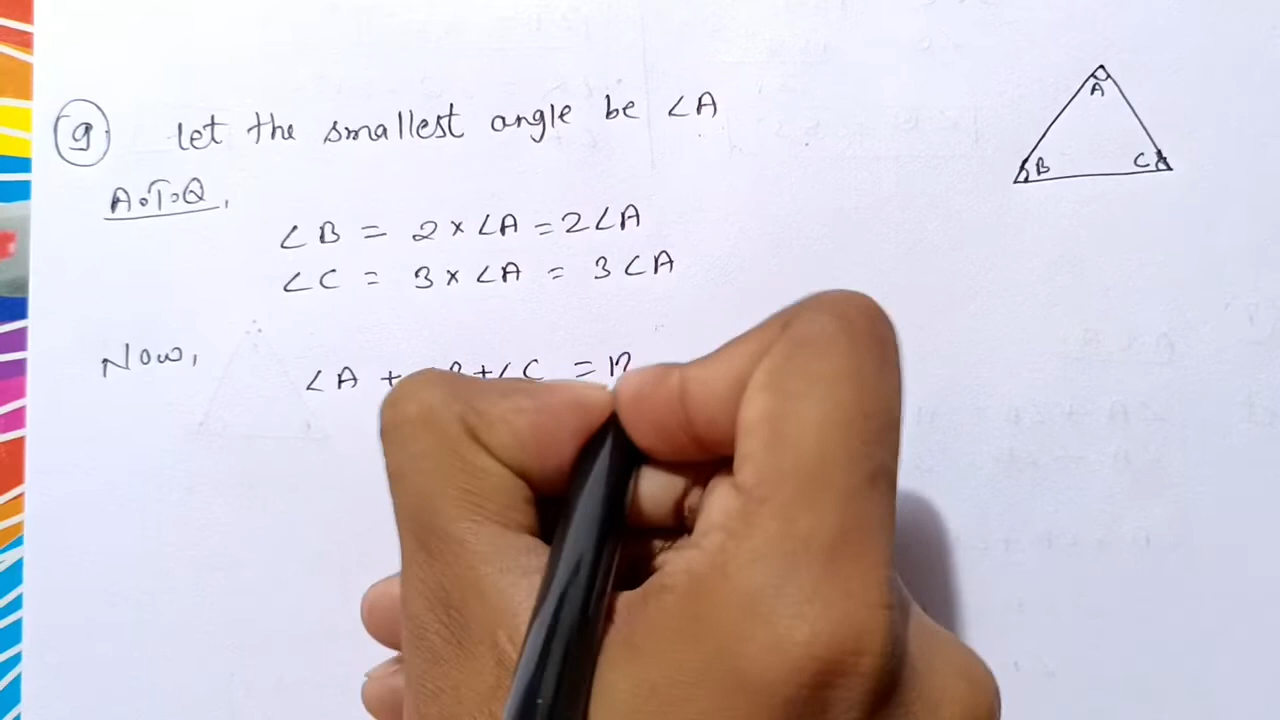 9 Let the smallest angle be ∠A
A.T.Q,
∠B = 2 × ∠A = 2∠A
∠C = 3 × ∠A = 3∠A
Now,
∠A + +∠C =
A
B C